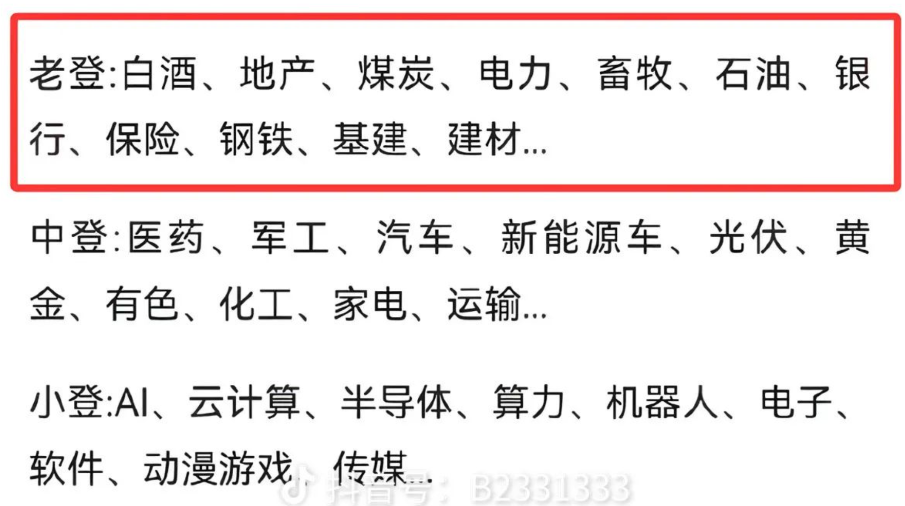 老登:白酒、地产、煤炭、电力、畜牧、石油、银
行、保险、钢铁、基建、建材...
中登:医药、军工、汽车、新能源车、光伏、黄
金、有色、化工、家电、运输...
小登:AI、云计算、半导体、算力、机器人、电子、
软件、动漫游戏、传媒...
抖音号：B2331333